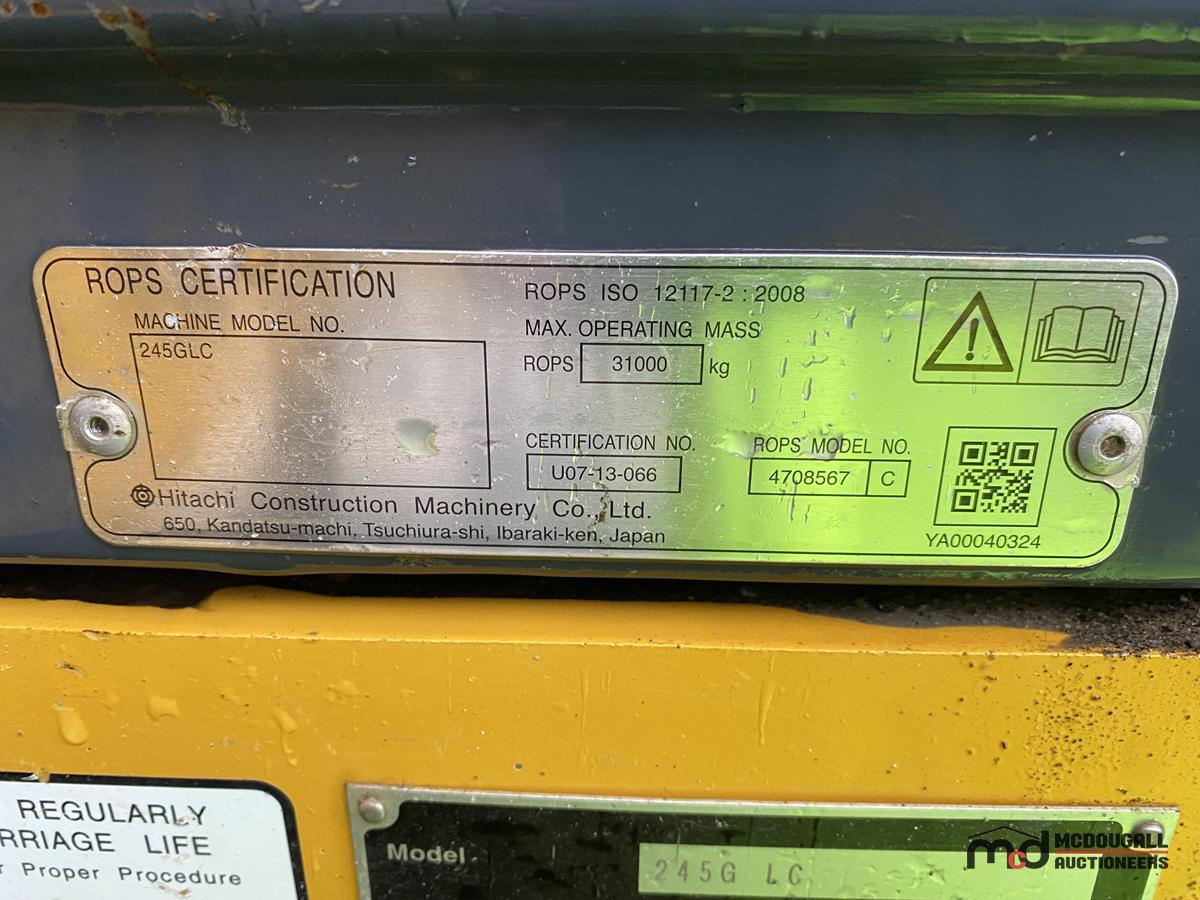 ROPS CERTIFICATION
MACHINE MODEL NO.
245GLC
ROPS ISO 12117-2 : 2008
MAX. OPERATING MASS
ROPS 31000 kg
CERTIFICATION NO.
U07-13-066
ROPS MODEL NO.
4708567 C
Hitachi Construction Machinery Co., Ltd.
650, Kandatsu-machi, Tsuchiura-shi, Ibaraki-ken, Japan
YA00040324
REGULARLY
RRIAGE LIFE
r Proper Procedure
Model
245G LC
mcd MCDOUGALL
AUCTIONEERS